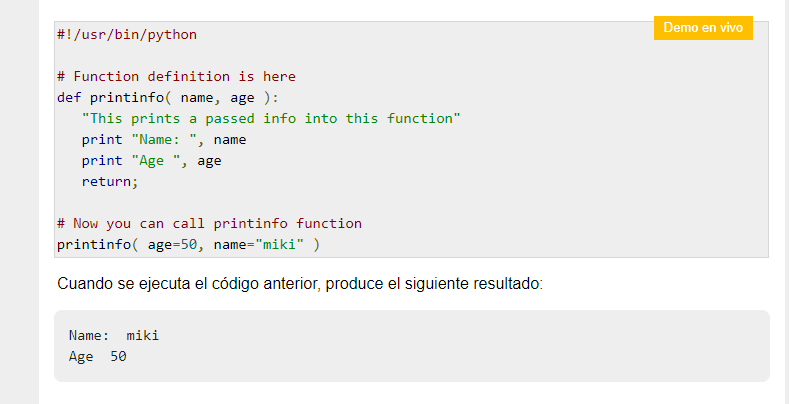 Demo en vivo
#!/usr/bin/python
# Function definition is here
def printinfo( name, age ):
   "This prints a passed info into this function"
   print "Name: ", name
   print "Age ", age
   return;
# Now you can call printinfo function
printinfo( age=50, name="miki" )
Cuando se ejecuta el código anterior, produce el siguiente resultado:
Name:  miki
Age  50